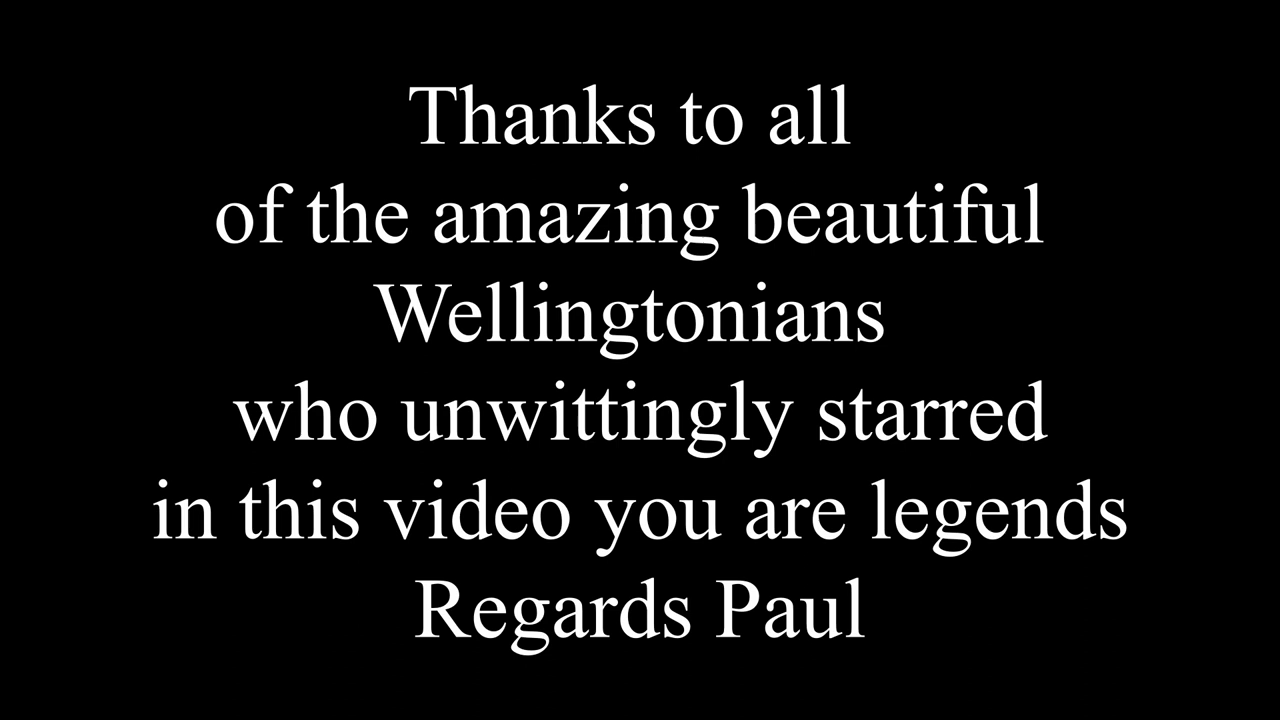 Thanks to all
of the amazing beautiful
Wellingtonians
who unwittingly starred
in this video you are legends
Regards Paul